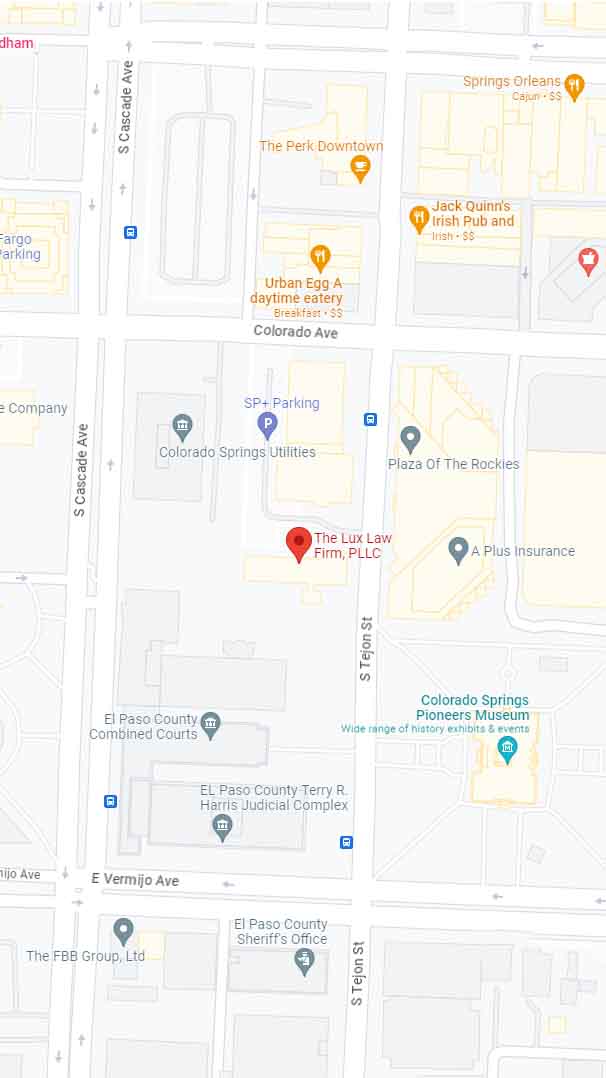 dham
S Cascade Ave
Springs Orleans
Cajun • $$
The Perk Downtown
Jack Quinn's
Irish Pub and
Irish • $$
Fargo
Parking
Urban Egg A
daytime eatery
Breakfast • $$
Colorado Ave
e Company
SP+ Parking
P
Colorado Springs Utilities
Plaza Of The Rockies
S Cascade Ave
The Lux Law
Firm, PLLC
A Plus Insurance
S Tejon St
Colorado Springs
Pioneers Museum
Wide range of history exhibits & events
El Paso County
Combined Courts
EL Paso County Terry R.
Harris Judicial Complex
nijo Ave
E Vermijo Ave
The FBB Group, Ltd
El Paso County
Sheriff's Office
S Tejon St